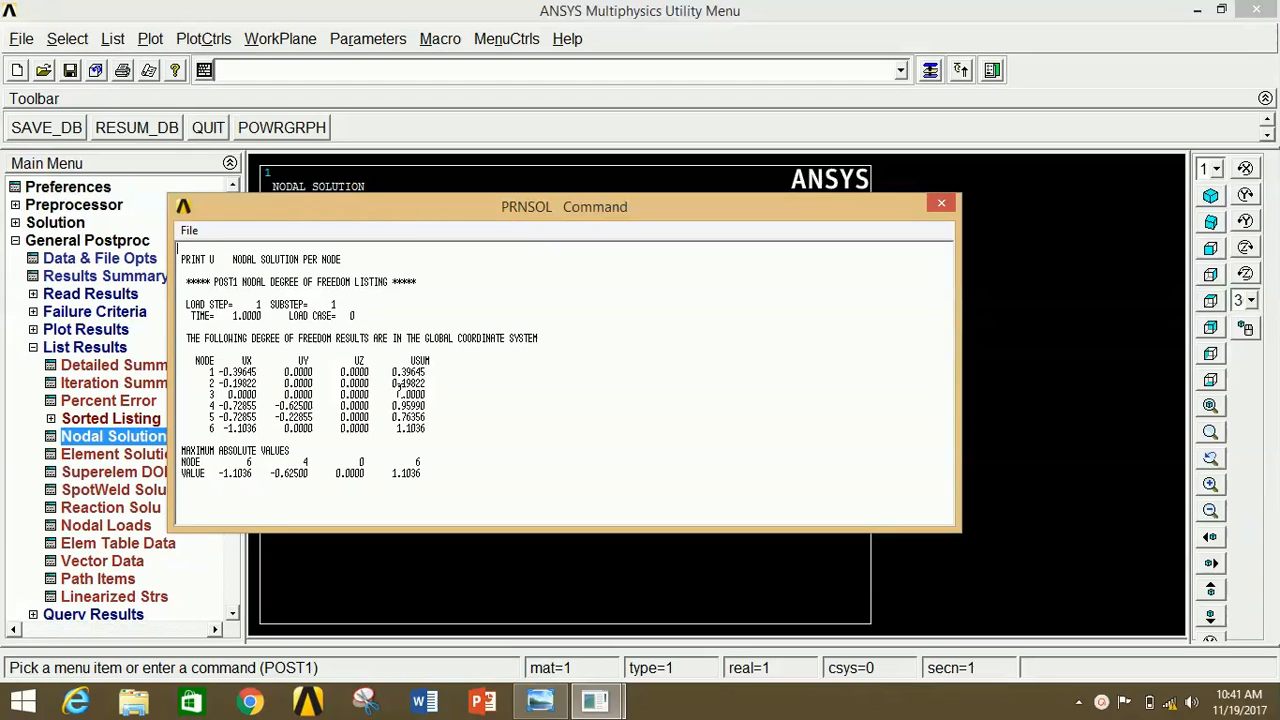 ANSYS Multiphysics Utility Menu
File Select List Plot PlotCtrls WorkPlane Parameters Macro MenuCtrls Help
Toolbar
SAVE_DB RESUM_DB QUIT POWRGRPH
Main Menu
Preferences
Preprocessor
Solution
General Postproc
Data & File Opts
Results Summary
Read Results
Failure Criteria
Plot Results
List Results
Detailed Summ
Iteration Summ
Percent Error
Sorted Listing
Nodal Solution
Element Solutio
Superelem DO
SpotWeld Solu
Reaction Solu
Nodal Loads
Elem Table Data
Vector Data
Path Items
Linearized Strs
Query Results
1
NODAL SOLUTION
ANSYS
PRNSOL Command
File
PRINT U NODAL SOLUTION PER NODE
***** POST1 NODAL DEGREE OF FREEDOM LISTING *****
LOAD STEP= 1 SUBSTEP= 1
TIME= 1.0000 LOAD CASE= 0
THE FOLLOWING DEGREE OF FREEDOM RESULTS ARE IN THE GLOBAL COORDINATE SYSTEM
NODE UX UY UZ USUM
1 -0.39645 0.0000 0.0000 0.39645
2 -0.19822 0.0000 0.0000 0.19822
3 0.0000 0.0000 0.0000 0.0000
4 -0.72855 -0.62500 0.0000 0.95990
5 -0.72855 -0.22855 0.0000 0.76356
6 -1.1036 0.0000 0.0000 1.1036
MAXIMUM ABSOLUTE VALUES
NODE 6 4 0 6
VALUE -1.1036 -0.62500 0.0000 1.1036
1
3
Pick a menu item or enter a command (POST1) mat=1 type=1 real=1 csys=0 secn=1
10:41 AM
11/19/2017